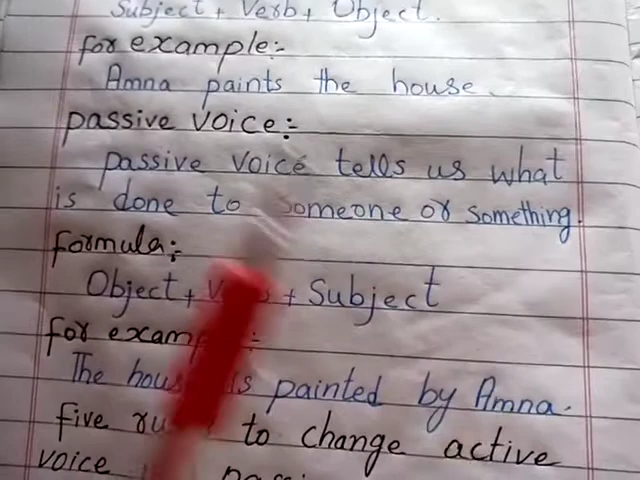 Subject + Verb + Object.
for example:-
Amna paints the house.
passive voice:-
passive voice tells us what
is done to someone or something.
formula:-
Object + + Subject
for :-
The is painted by Amna.
five to change active
voice